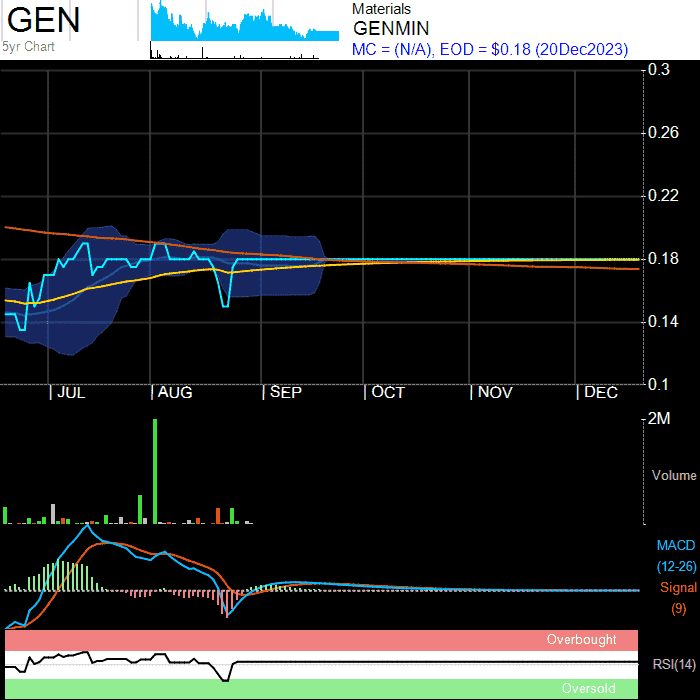 GEN
5yr Chart
Materials
GENMIN
MC = (N/A), EOD = $0.18 (20Dec2023)
0.3
0.26
0.22
0.18
0.14
0.1
JUL AUG SEP OCT NOV DEC
2M
Volume
MACD
(12-26)
Signal
(9)
Overbought
RSI(14)
Oversold